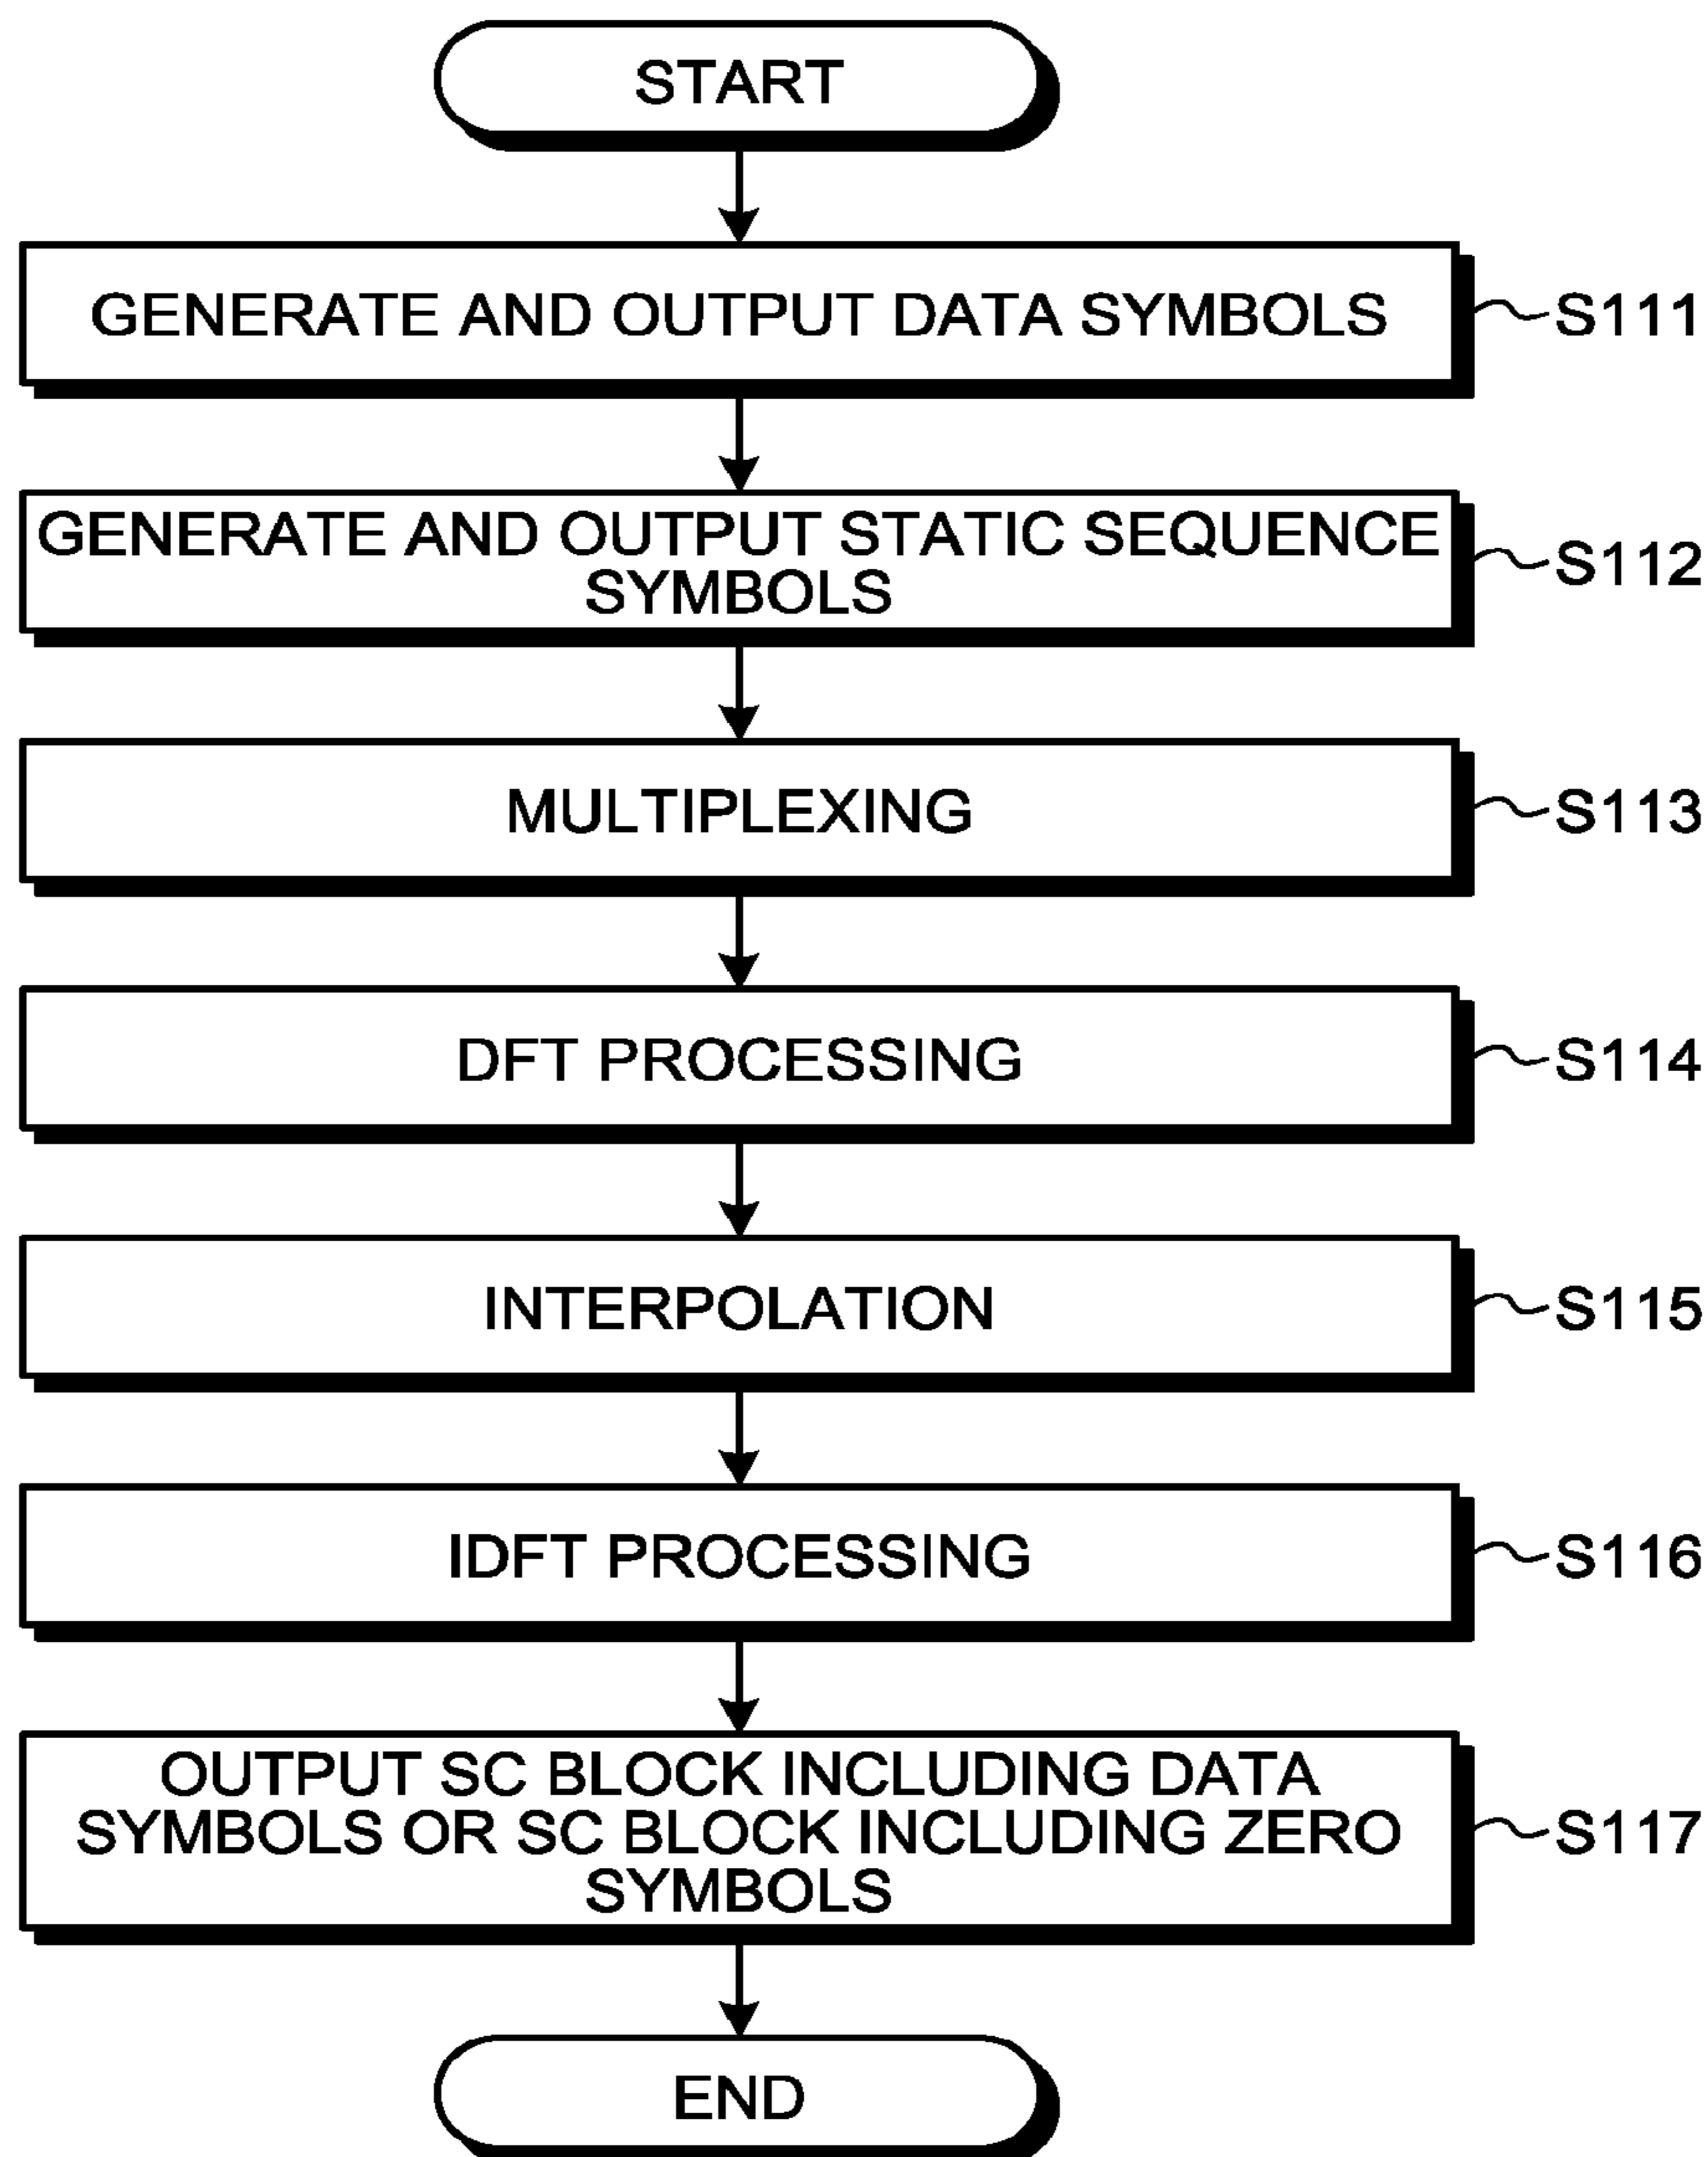 START
GENERATE AND OUTPUT DATA SYMBOLS
S111
GENERATE AND OUTPUT STATIC SEQUENCE
SYMBOLS
S112
MULTIPLEXING
S113
DFT PROCESSING
S114
INTERPOLATION
S115
IDFT PROCESSING
S116
OUTPUT SC BLOCK INCLUDING DATA
SYMBOLS OR SC BLOCK INCLUDING ZERO
SYMBOLS
S117
END